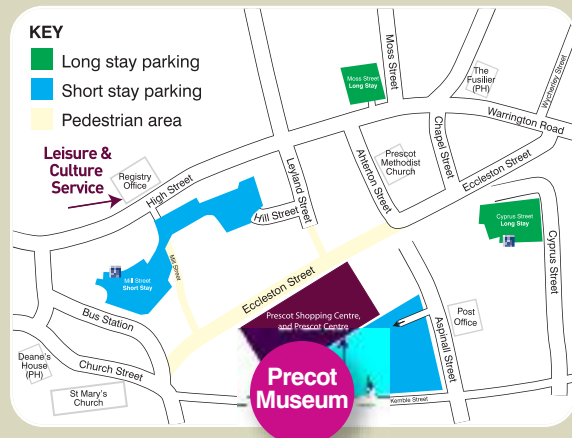 KEY
Long stay parking
Short stay parking
Pedestrian area
Leisure &
Culture
Service
Registry
Office
High Street
Moss Street
Moss Street
Long Stay
The
Fusilier
(PH)
Wycherley Street
Warrington Road
Leyland Street
Ahterton Street
Prescot
Methodist
Church
Chapel Street
Eccleston Street
Hill Street
Cyprus Street
Long Stay
Cyprus Street
Mill Street
Mill Street
Short Stay
Eccleston Street
Bus Station
Prescot Shopping Centre,
and Prescot Centre
Post
Office
Aspinall Street
Deane's
House
(PH)
Church Street
St Mary's
Church
Kemble Street
Precot
Museum